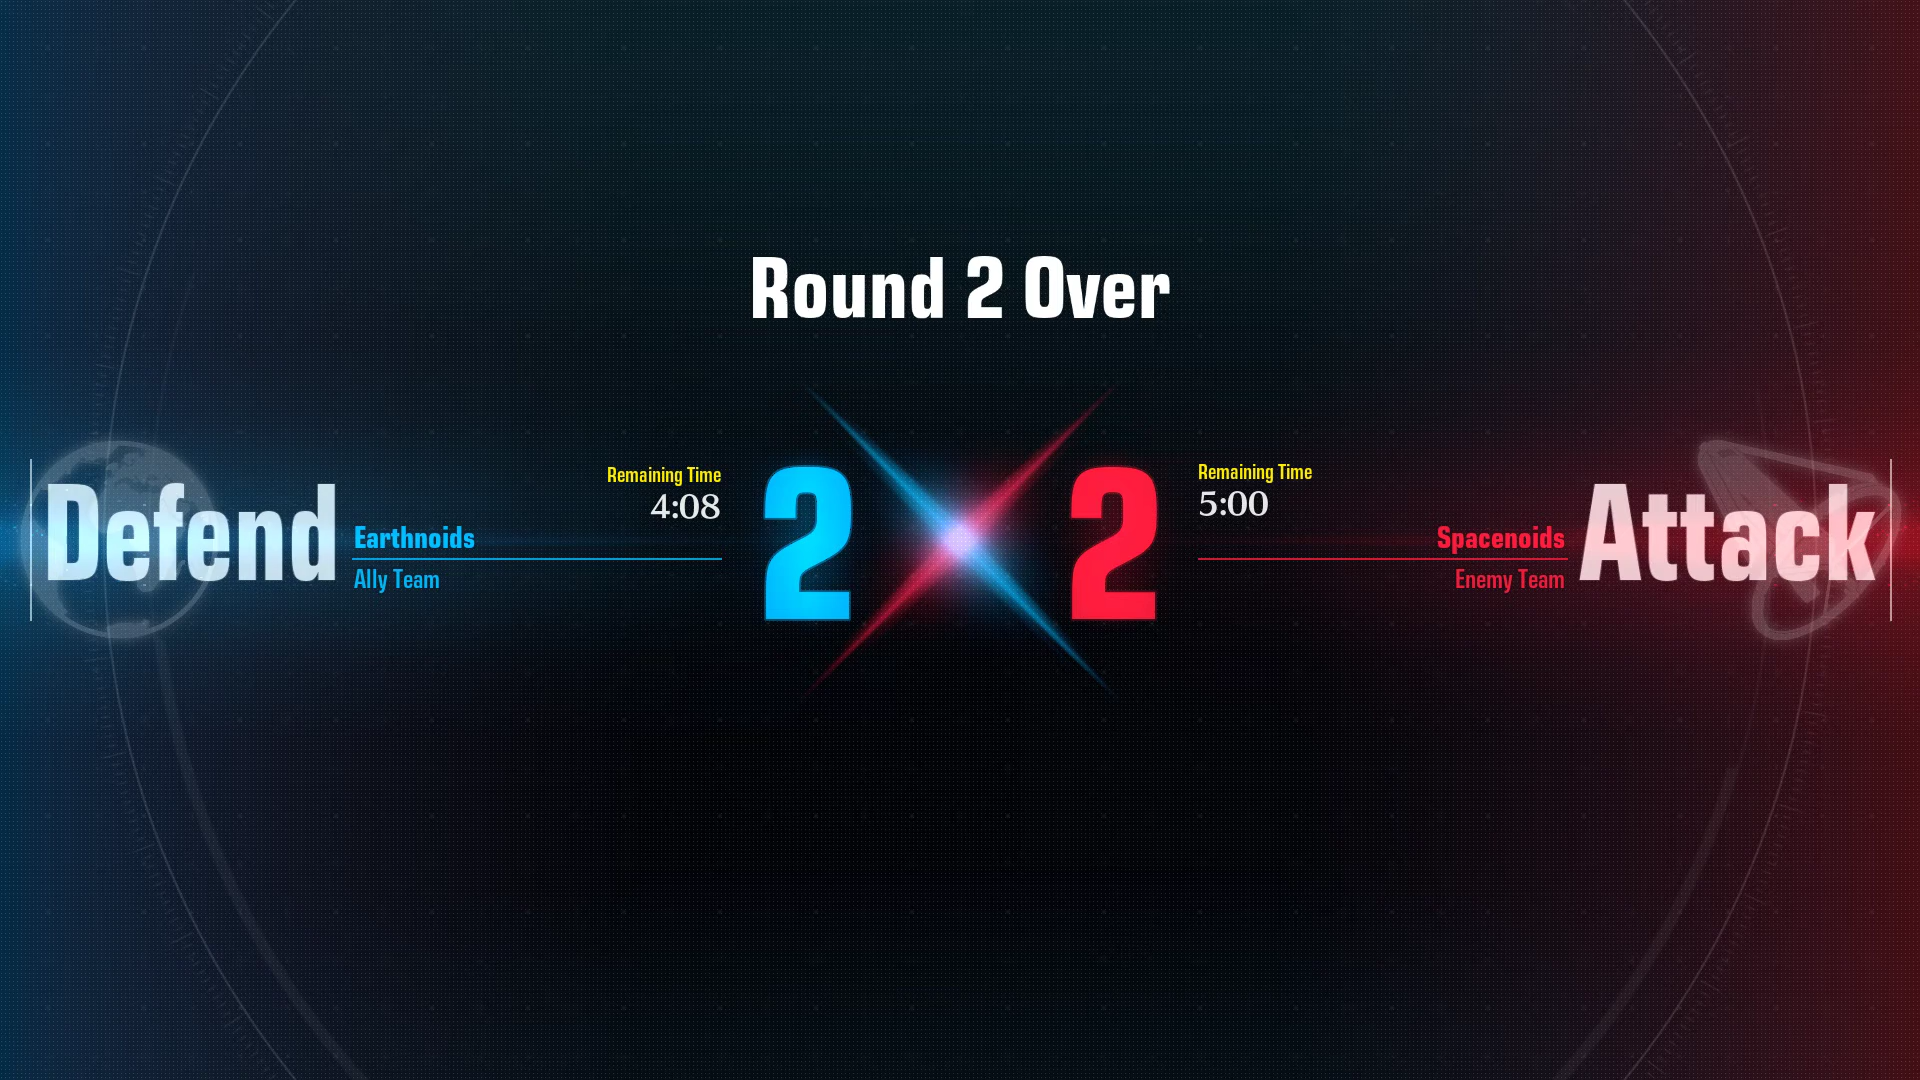 Round 2 Over
Defend
Earthnoids
Ally Team
Remaining Time
4:08
2
2
Remaining Time
5:00
Spacenoids
Enemy Team
Attack